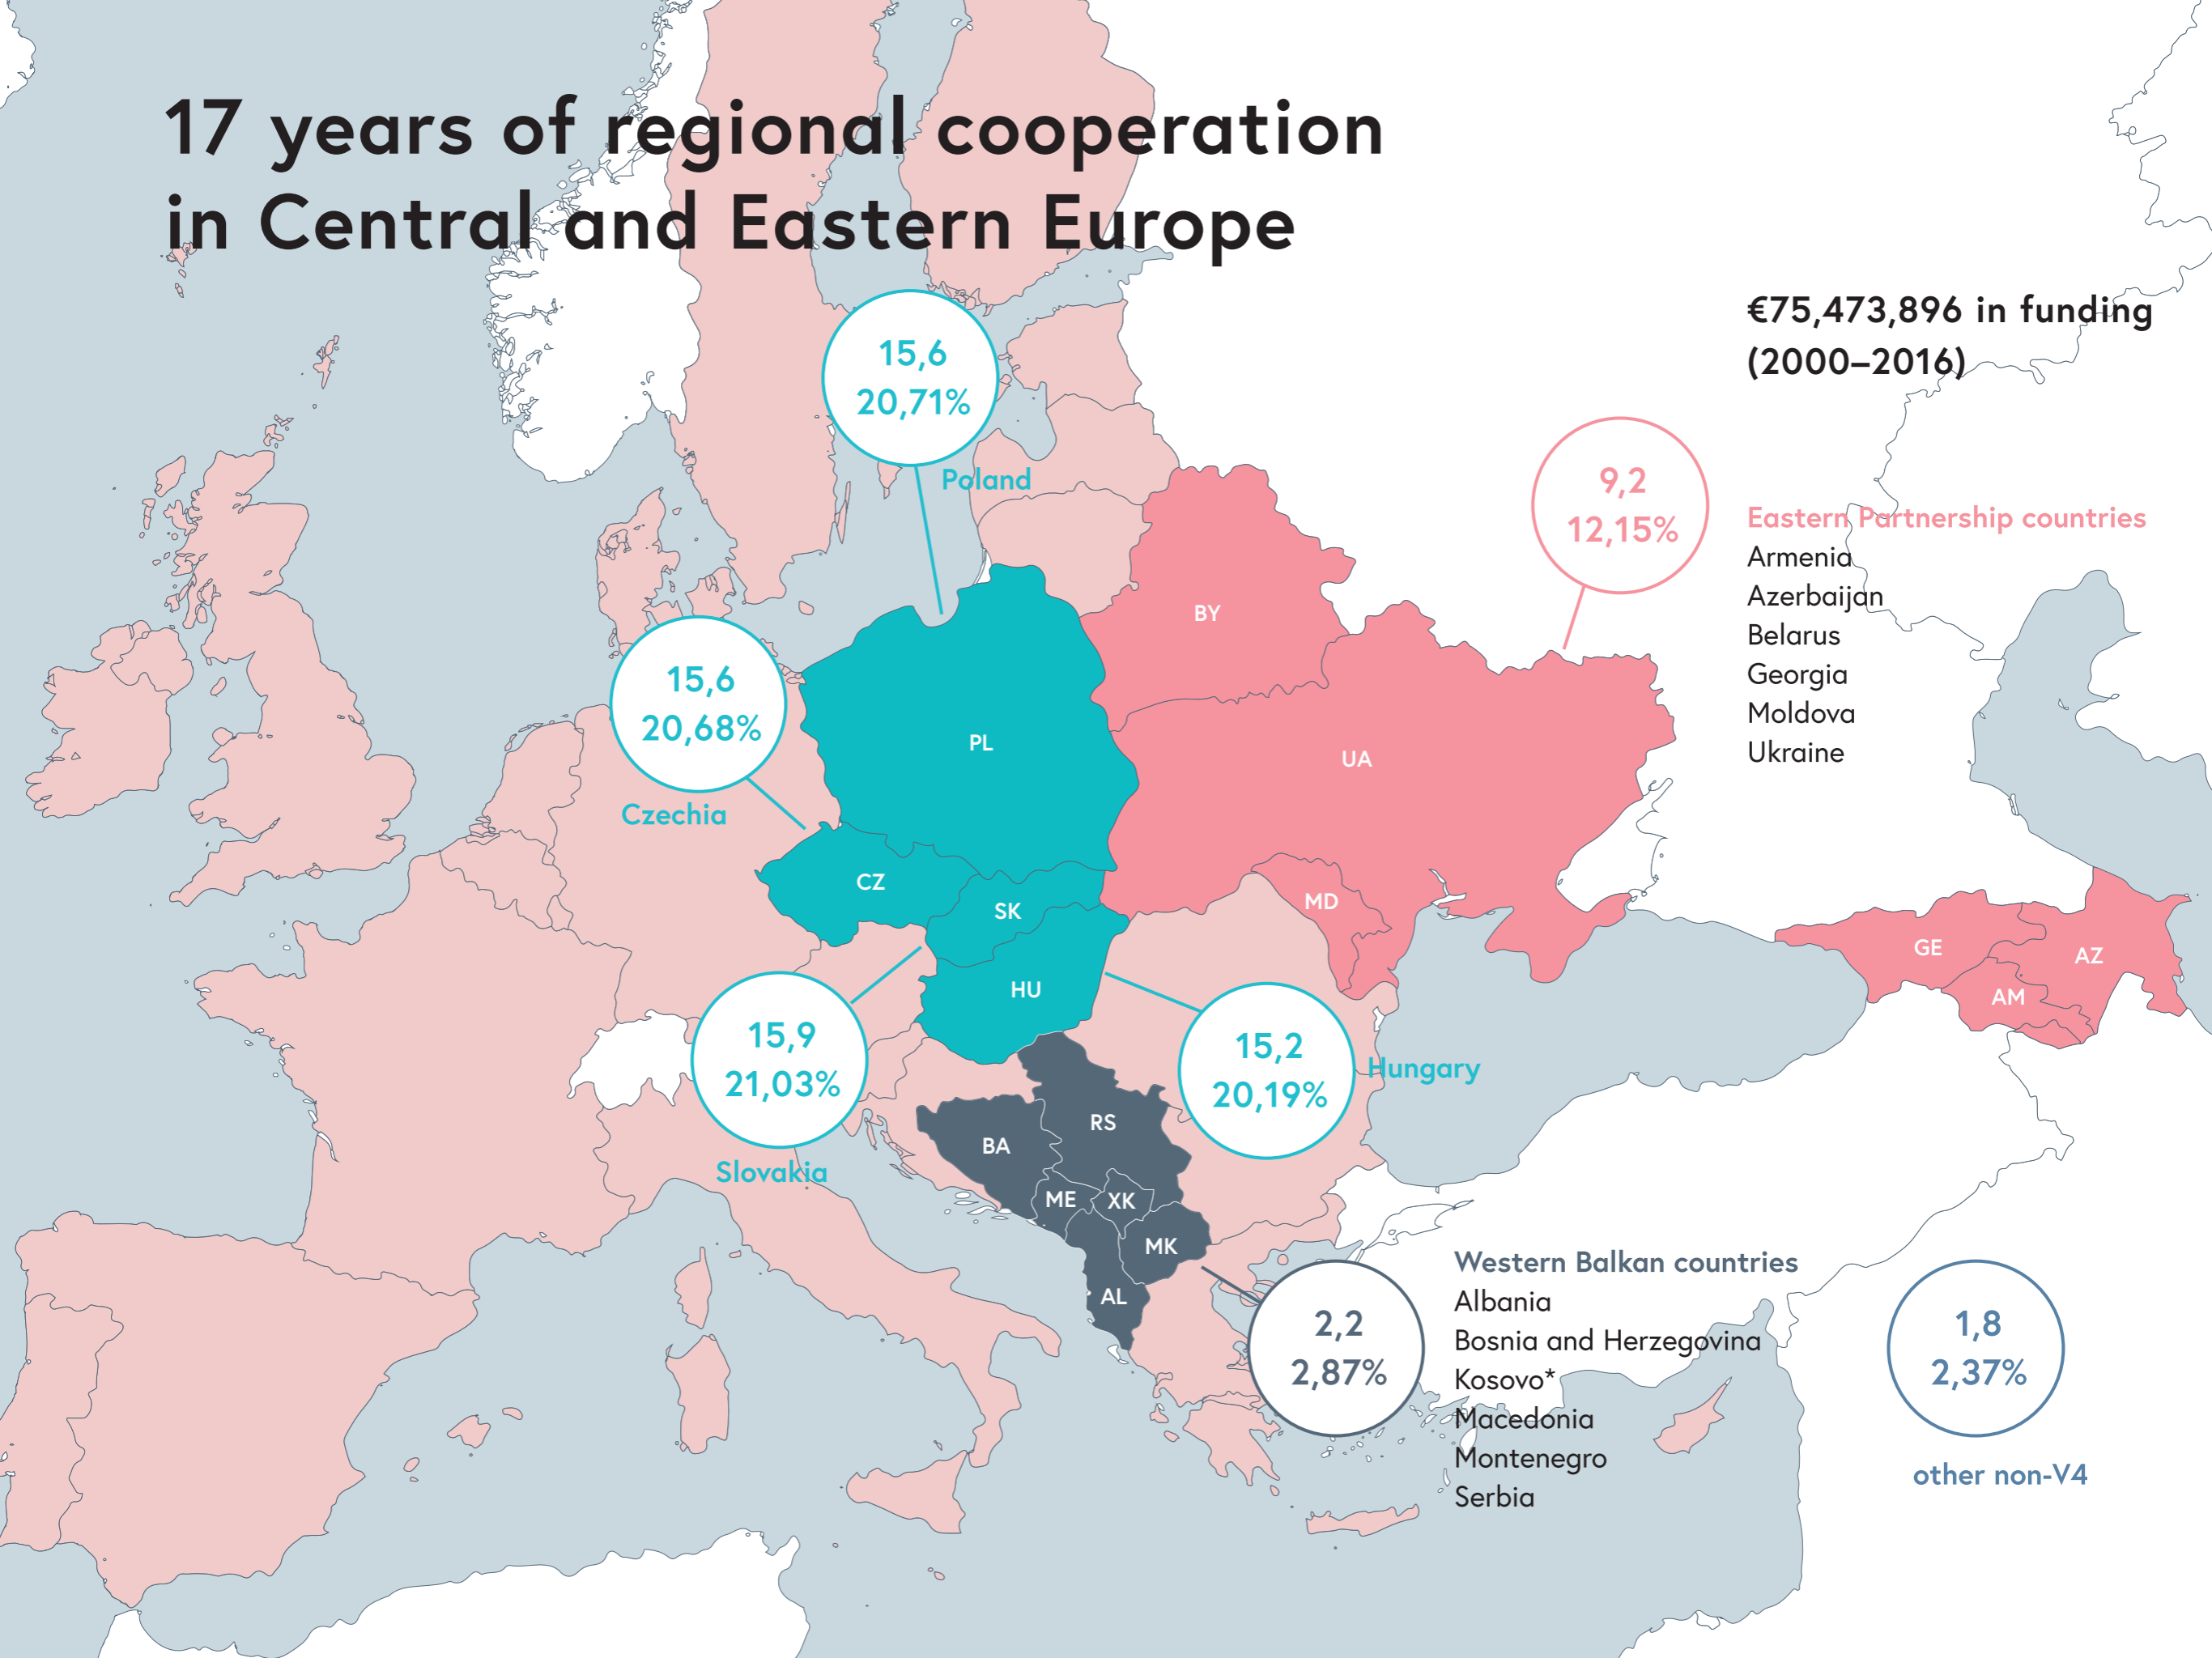 17 years of regional cooperation
in Central and Eastern Europe
€75,473,896 in funding
(2000–2016)
15,6
20,71%
Poland
9,2
12,15%
Eastern Partnership countries
Armenia
Azerbaijan
Belarus
Georgia
Moldova
Ukraine
15,6
20,68%
Czechia
BY
PL
UA
CZ
SK
MD
HU
GE
AZ
AM
15,9
21,03%
Slovakia
15,2
20,19%
Hungary
RS
BA
ME
XK
MK
AL
2,2
2,87%
Western Balkan countries
Albania
Bosnia and Herzegovina
Kosovo*
Macedonia
Montenegro
Serbia
1,8
2,37%
other non-V4